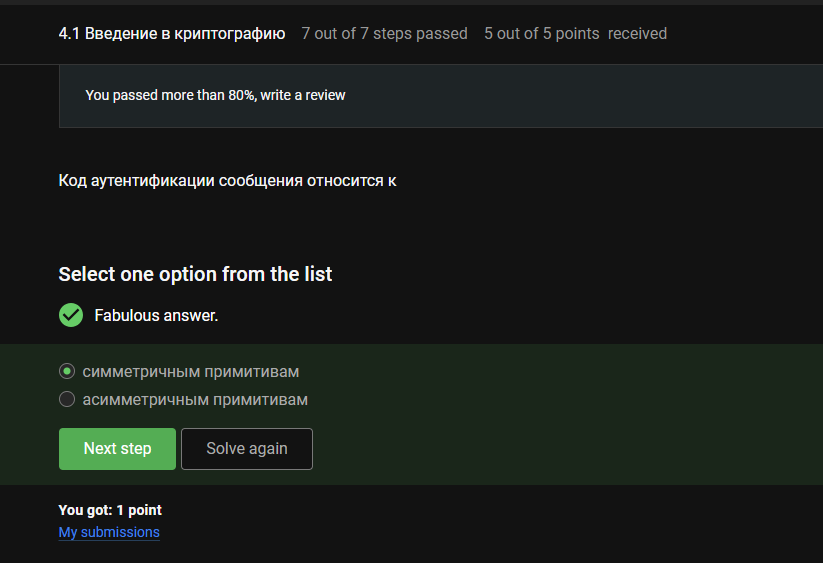 4.1 Введение в криптографию 7 out of 7 steps passed 5 out of 5 points received
You passed more than 80%, write a review
Код аутентификации сообщения относится к
Select one option from the list
Fabulous answer.
симметричным примитивам
асимметричным примитивам
Next step Solve again
You got: 1 point
My submissions